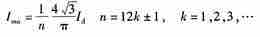 I_{mn} = \frac{1}{n} \frac{4\sqrt{3}}{\pi} I_d   n = 12k ± 1,   k = 1,2,3,⋯